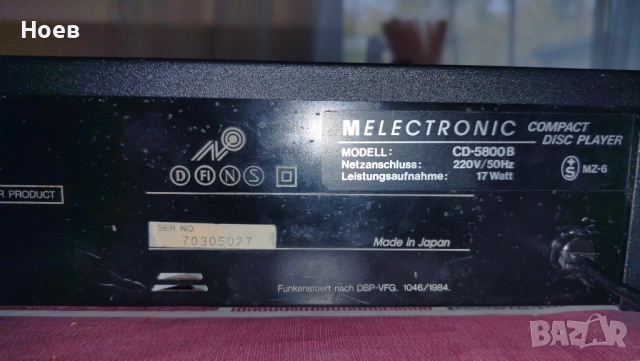 Hoев
MELECTRONIC COMPACT DISC PLAYER
MODELL: CD-5800B
Netzanschluss: 220V/50Hz
Leistungsaufnahme: 17 Watt
S MZ-6
D FI N S
R PRODUCT
SER. NO
70305027
Made in Japan
Funkenstoert nach DBP-VFG. 1046/1984.
BAZAR